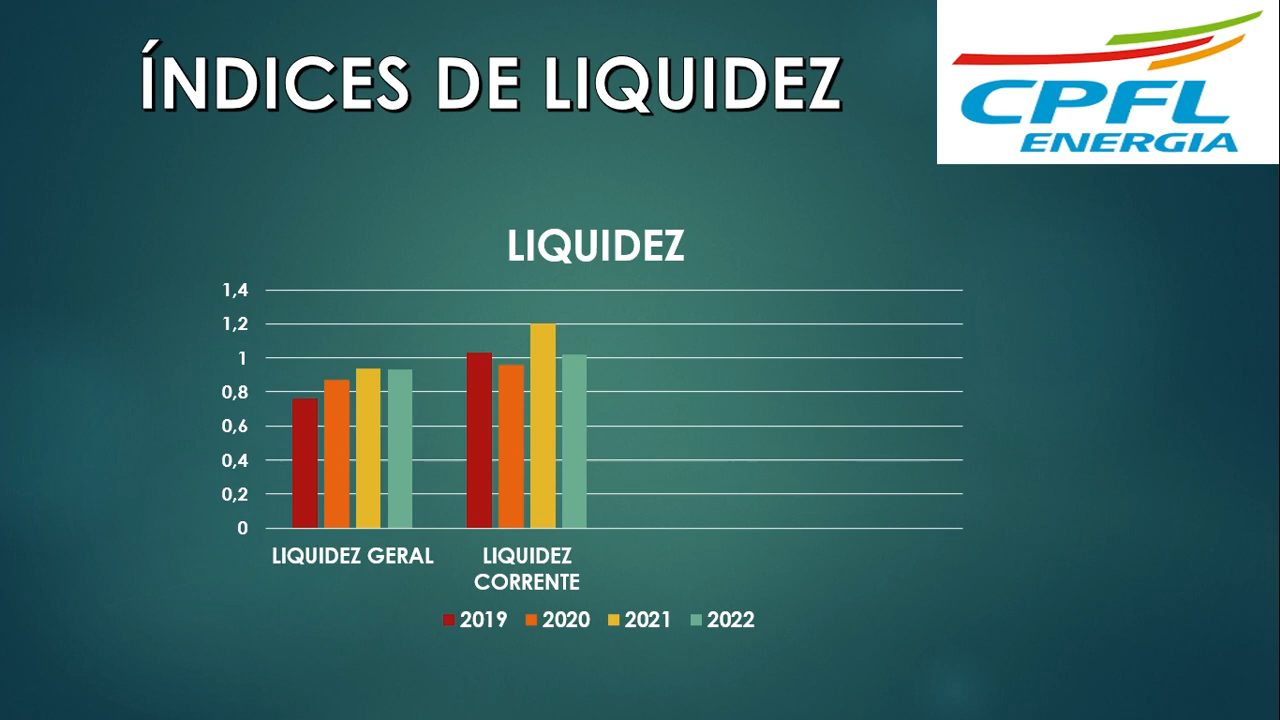 ÍNDICES DE LIQUIDEZ
CPFL
ENERGIA
LIQUIDEZ
1,4
1,2
1
0,8
0,6
0,4
0,2
0
LIQUIDEZ GERAL
LIQUIDEZ
CORRENTE
2019 2020 2021 2022